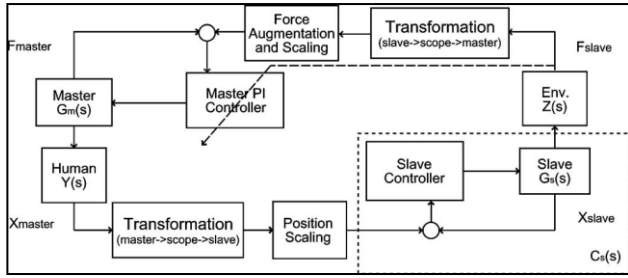 Fmaster
Force
Augmentation
and Scaling
Transformation
(slave->scope->master)
Fslave
Master
Gm(s)
Master PI
Controller
Env.
Z(s)
Human
Y(s)
Slave
Controller
Slave
Gs(s)
Xmaster
Transformation
(master->scope->slave)
Position
Scaling
Xslave
Cs(s)